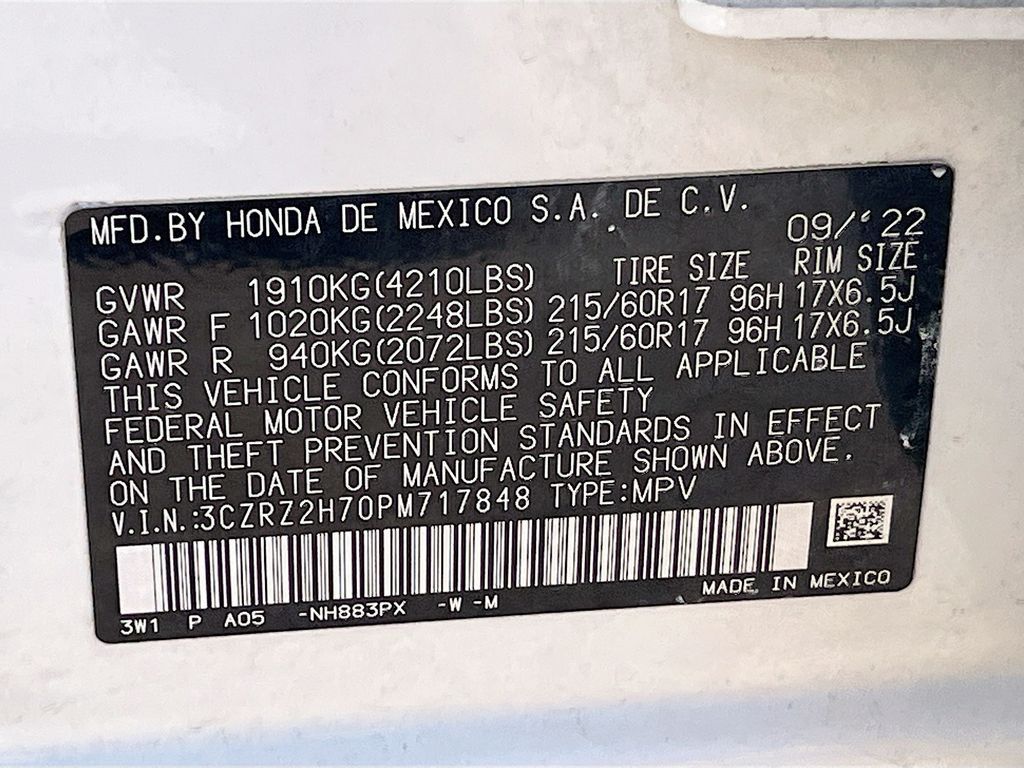 MFD.BY HONDA DE MEXICO S.A. DE C.V.
09/'22
TIRE SIZE RIM SIZE
GVWR 1910KG(4210LBS)
GAWR F 1020KG(2248LBS) 215/60R17 96H 17X6.5J
GAWR R 940KG(2072LBS) 215/60R17 96H 17X6.5J
THIS VEHICLE CONFORMS TO ALL APPLICABLE
FEDERAL MOTOR VEHICLE SAFETY
AND THEFT PREVENTION STANDARDS IN EFFECT
ON THE DATE OF MANUFACTURE SHOWN ABOVE.
V.I.N.:3CZRZ2H70PM717848 TYPE:MPV
3W1 P A05 -NH883PX -W -M MADE IN MEXICO